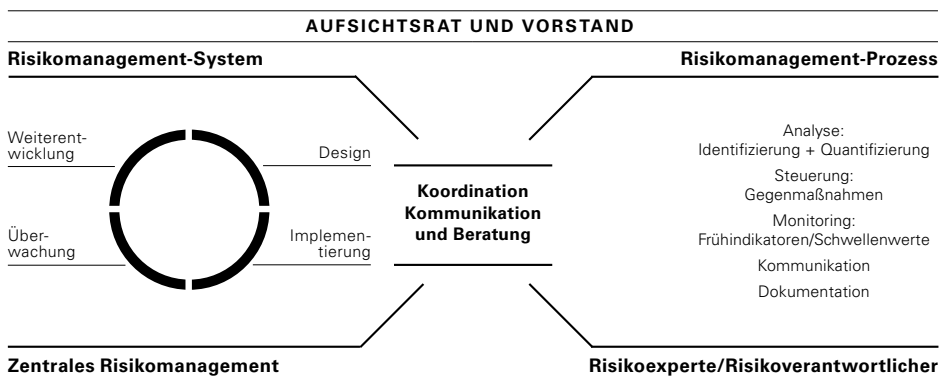 AUFSICHTSRAT UND VORSTAND
Risikomanagement-System
Risikomanagement-Prozess
Weiterent-
wicklung
Design
Über-
wachung
Implemen-
tierung
Koordination
Kommunikation
und Beratung
Analyse:
Identifizierung + Quantifizierung
Steuerung:
Gegenmaßnahmen
Monitoring:
Frühindikatoren/Schwellenwerte
Kommunikation
Dokumentation
Zentrales Risikomanagement
Risikoexperte/Risikoverantwortlicher